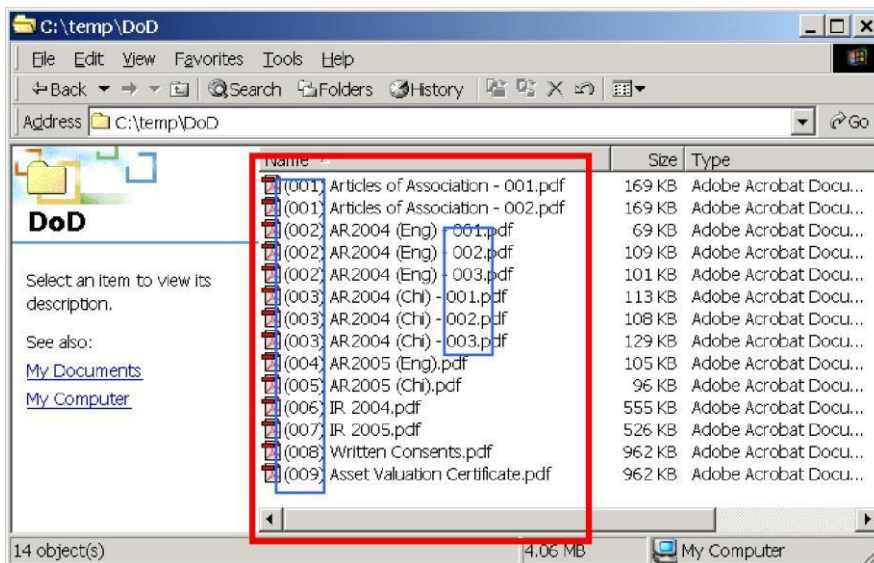 C:\temp\DoD
File Edit View Favorites Tools Help
Back Search Folders History
Address C:\temp\DoD Go
Name Size Type
DoD
Select an item to view its
description.
See also:
My Documents
My Computer
(001) Articles of Association - 001.pdf 169 KB Adobe Acrobat Docu...
(001) Articles of Association - 002.pdf 169 KB Adobe Acrobat Docu...
(002) AR2004 (Eng) - 001.pdf 69 KB Adobe Acrobat Docu...
(002) AR2004 (Eng) - 002.pdf 109 KB Adobe Acrobat Docu...
(002) AR2004 (Eng) - 003.pdf 101 KB Adobe Acrobat Docu...
(003) AR2004 (Chi) - 001.pdf 113 KB Adobe Acrobat Docu...
(003) AR2004 (Chi) - 002.pdf 108 KB Adobe Acrobat Docu...
(003) AR2004 (Chi) - 003.pdf 129 KB Adobe Acrobat Docu...
(004) AR2005 (Eng).pdf 105 KB Adobe Acrobat Docu...
(005) AR2005 (Chi).pdf 96 KB Adobe Acrobat Docu...
(006) IR 2004.pdf 555 KB Adobe Acrobat Docu...
(007) IR 2005.pdf 526 KB Adobe Acrobat Docu...
(008) Written Consents.pdf 962 KB Adobe Acrobat Docu...
(009) Asset Valuation Certificate.pdf 962 KB Adobe Acrobat Docu...
14 object(s) 4.06 MB My Computer